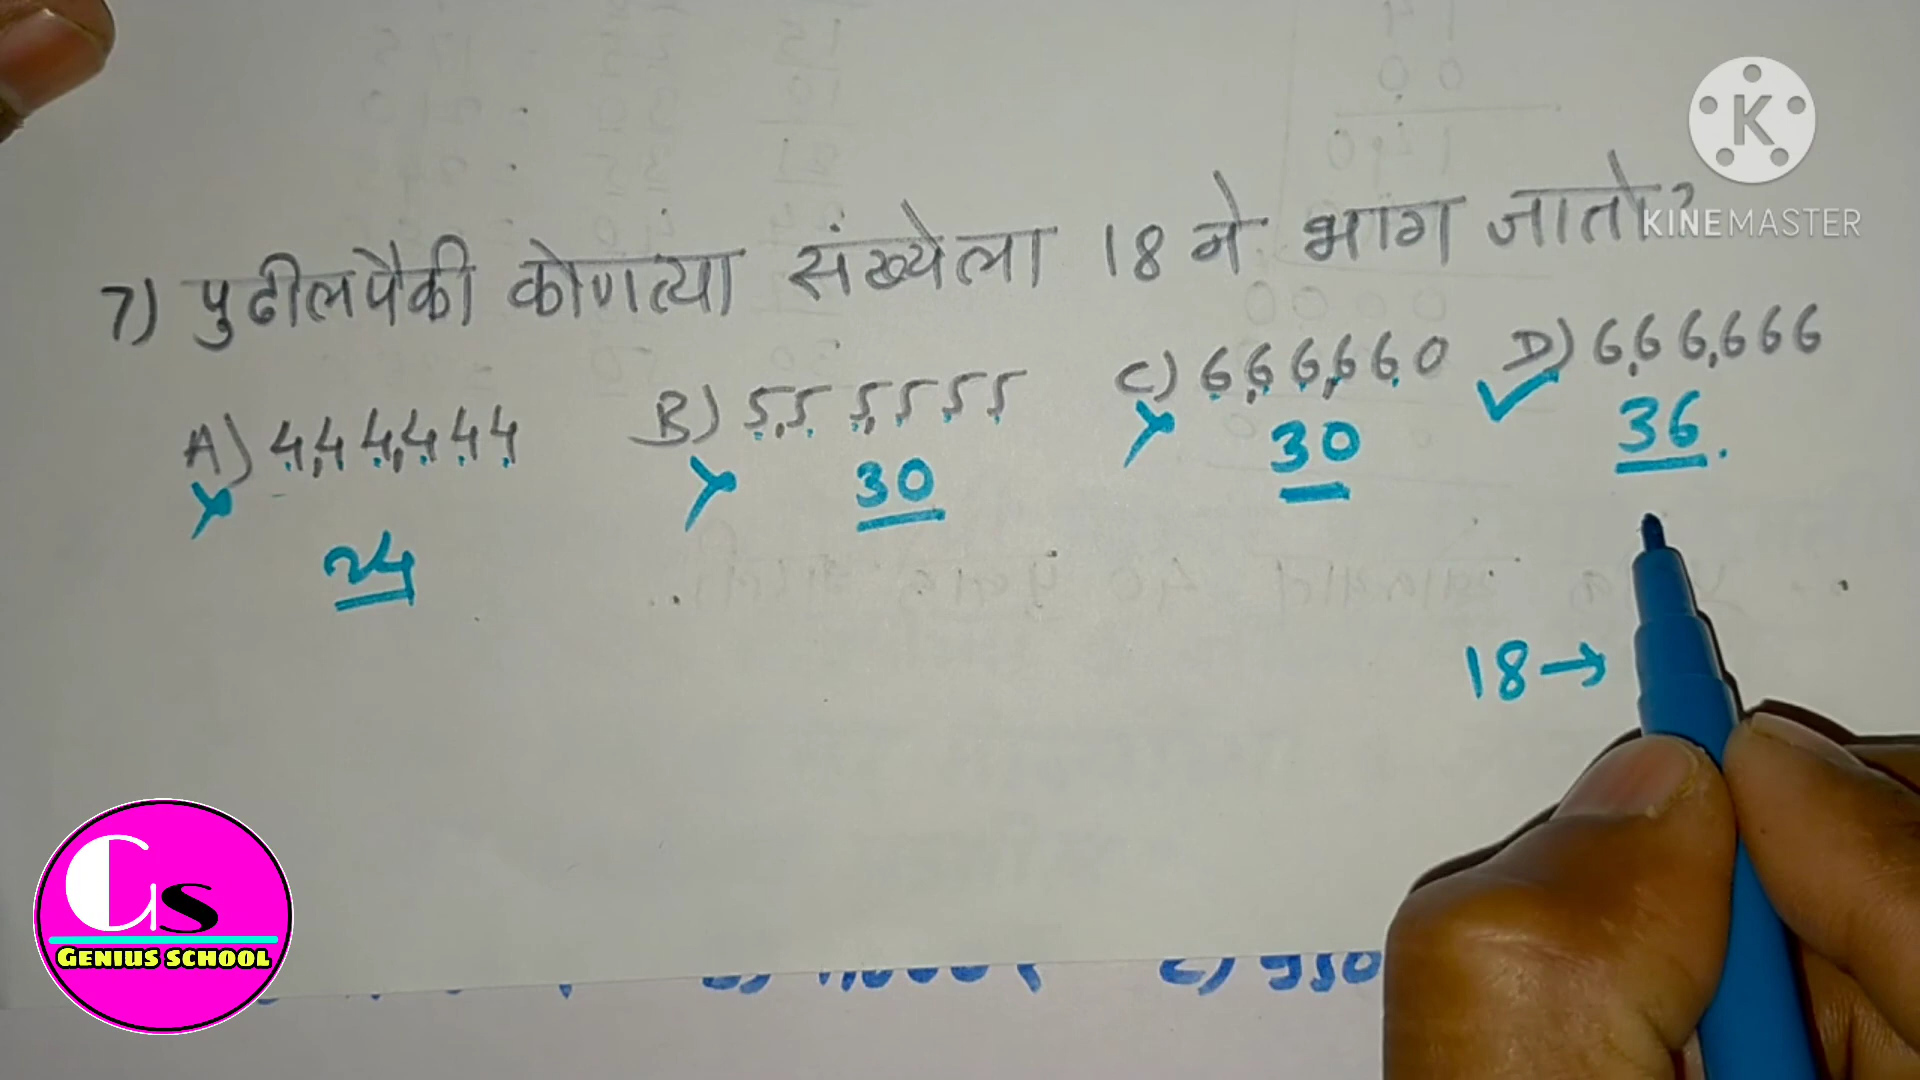 7) पुढीलपैकी कोणत्या संख्येला 18 ने भाग जातो?
A) 4,44,444 B) 5,55,555 C) 6,66,660 D) 6,66,666
24 30 30 36
18→
K
KINEMASTER
GS
GENIUS SCHOOL